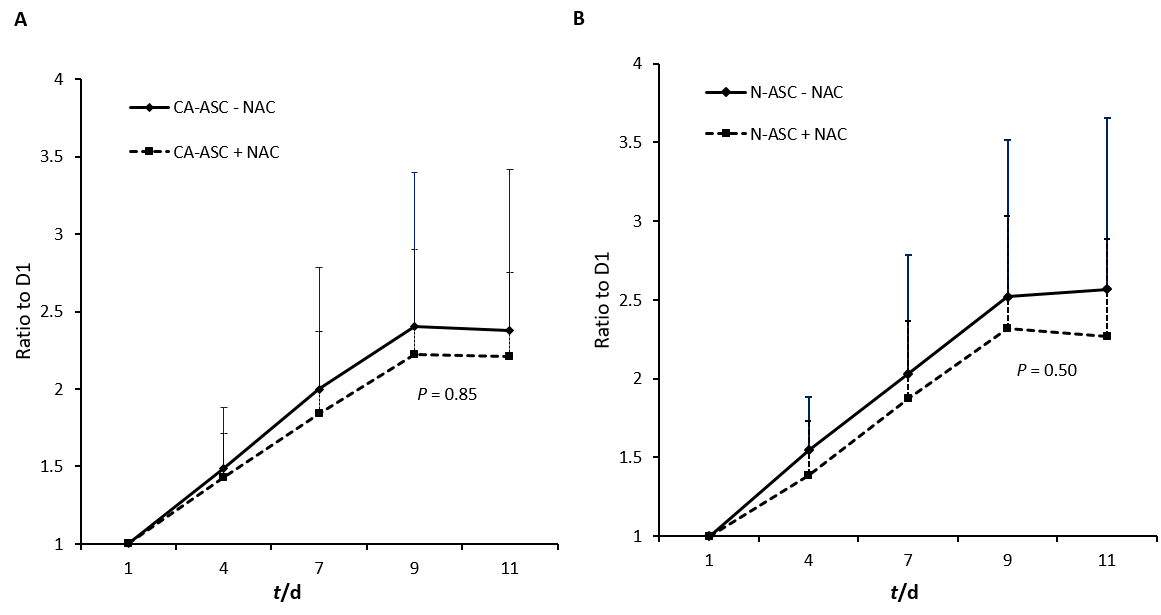 A
4
3.5
3
2.5
2
1.5
1
Ratio to D1
CA-ASC - NAC
CA-ASC + NAC
P = 0.85
1 4 7 9 11
t/d
B
4
3.5
3
2.5
2
1.5
1
Ratio to D1
N-ASC - NAC
N-ASC + NAC
P = 0.50
1 4 7 9 11
t/d